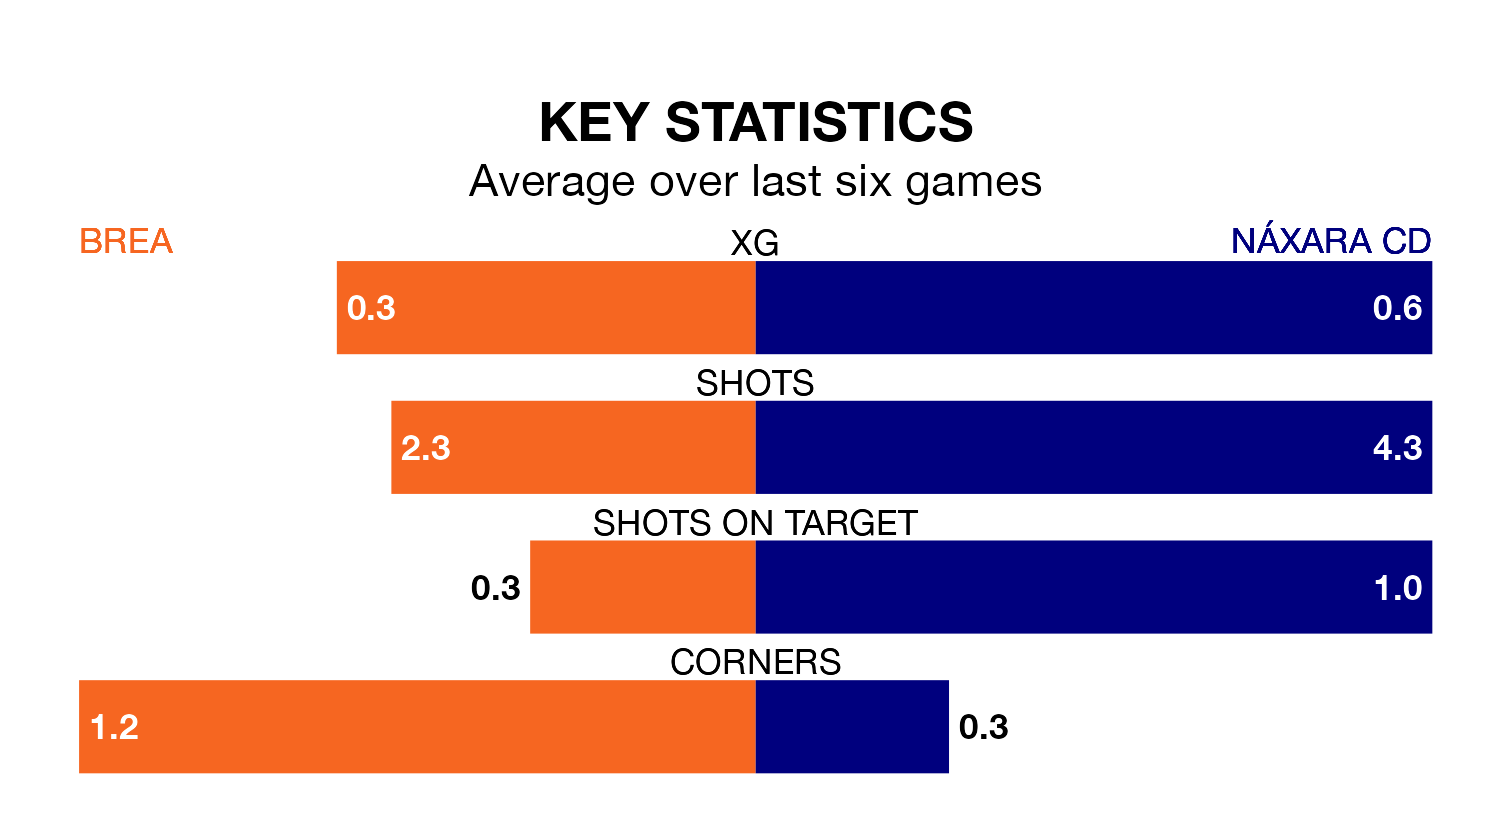 KEY STATISTICS
Average over last six games
BREA
XG
NÁXARA CD
0.3
0.6
SHOTS
2.3
4.3
SHOTS ON TARGET
0.3
1.0
CORNERS
1.2
0.3